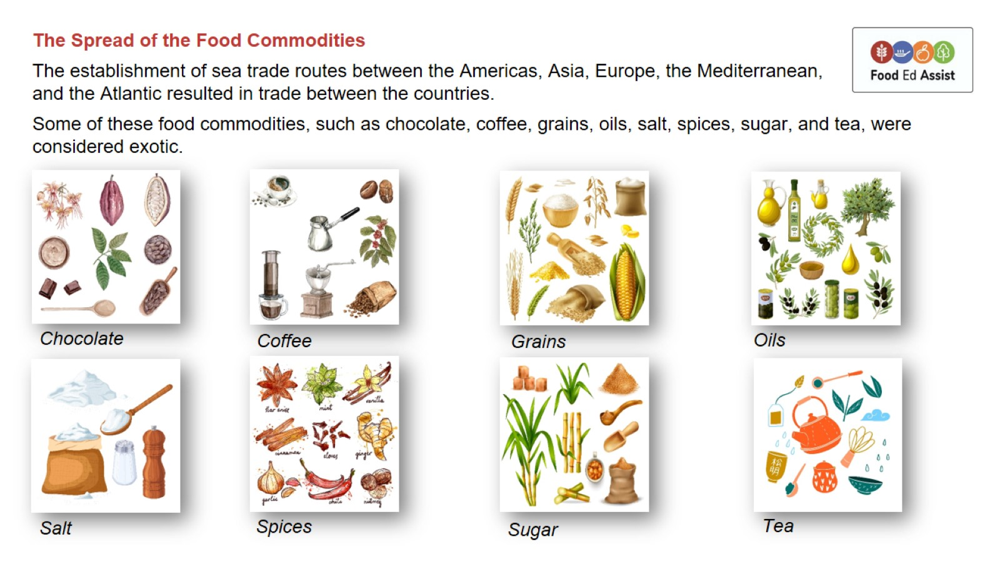 The Spread of the Food Commodities
The establishment of sea trade routes between the Americas, Asia, Europe, the Mediterranean,
and the Atlantic resulted in trade between the countries.
Some of these food commodities, such as chocolate, coffee, grains, oils, salt, spices, sugar, and tea, were
considered exotic.
Food Ed Assist
Chocolate
Coffee
Grains
Oils
star anise
mint
vanilla
cinnamon
cloves
ginger
garlic
chili
nutmeg
Salt
Spices
Sugar
Tea